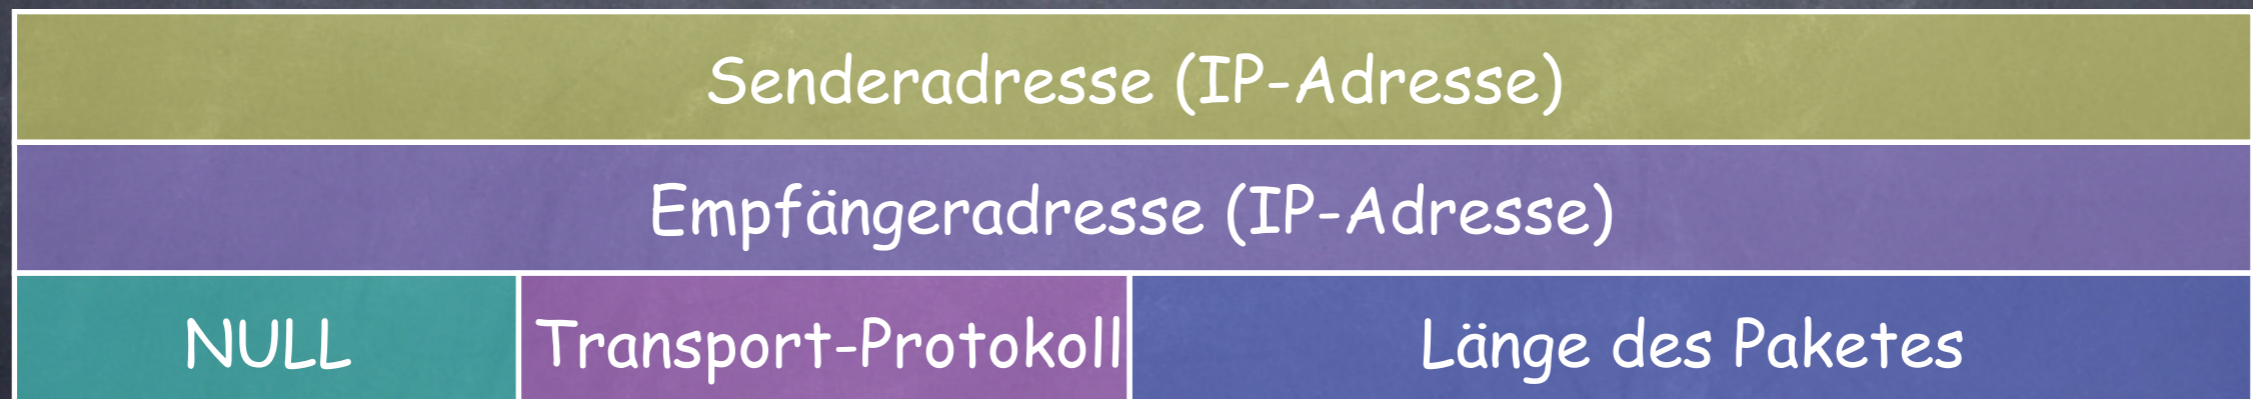 Senderadresse (IP-Adresse)
Empfängeradresse (IP-Adresse)
NULL Transport-Protokoll Länge des Paketes